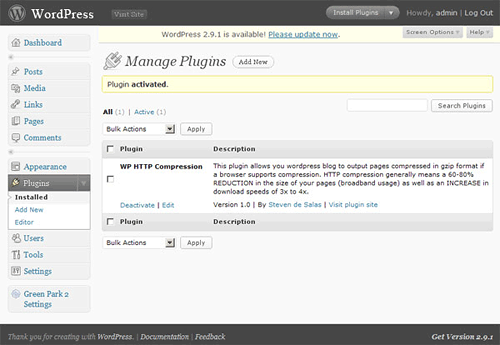 WordPress Visit Site Install Plugins Howdy, admin | Log Out
WordPress 2.9.1 is available! Please update now. Screen Options Help
Dashboard
Posts
Media
Links
Pages
Comments
Appearance
Plugins
Installed
Add New
Editor
Users
Tools
Settings
Green Park 2
Settings
Manage Plugins Add New
Plugin activated.
All (1) | Active (1) Search Plugins
Bulk Actions Apply
Plugin Description
WP HTTP Compression This plugin allows you wordpress blog to output pages compressed in gzip format if
a browser supports compression. HTTP compression generally means a 60-80%
REDUCTION in the size of your pages (broadband usage) as well as an INCREASE in
download speeds of 3x to 4x.
Deactivate | Edit Version 1.0 | By Steven de Salas | Visit plugin site
Plugin Description
Bulk Actions Apply
Thank you for creating with WordPress. | Documentation | Feedback Get Version 2.9.1